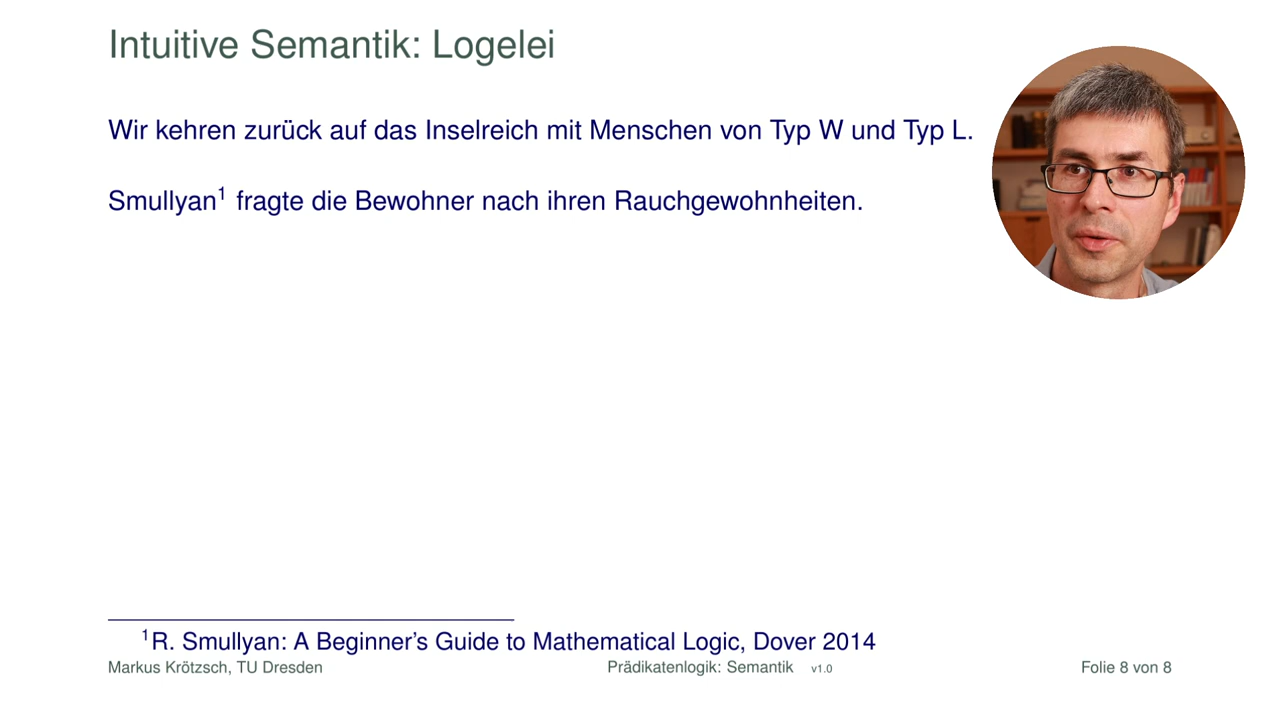 Intuitive Semantik: Logelei
Wir kehren zurück auf das Inselreich mit Menschen von Typ W und Typ L.
Smullyan¹ fragte die Bewohner nach ihren Rauchgewohnheiten.
¹R. Smullyan: A Beginner’s Guide to Mathematical Logic, Dover 2014
Markus Krötzsch, TU Dresden Prädikatenlogik: Semantik v1.0 Folie 8 von 8